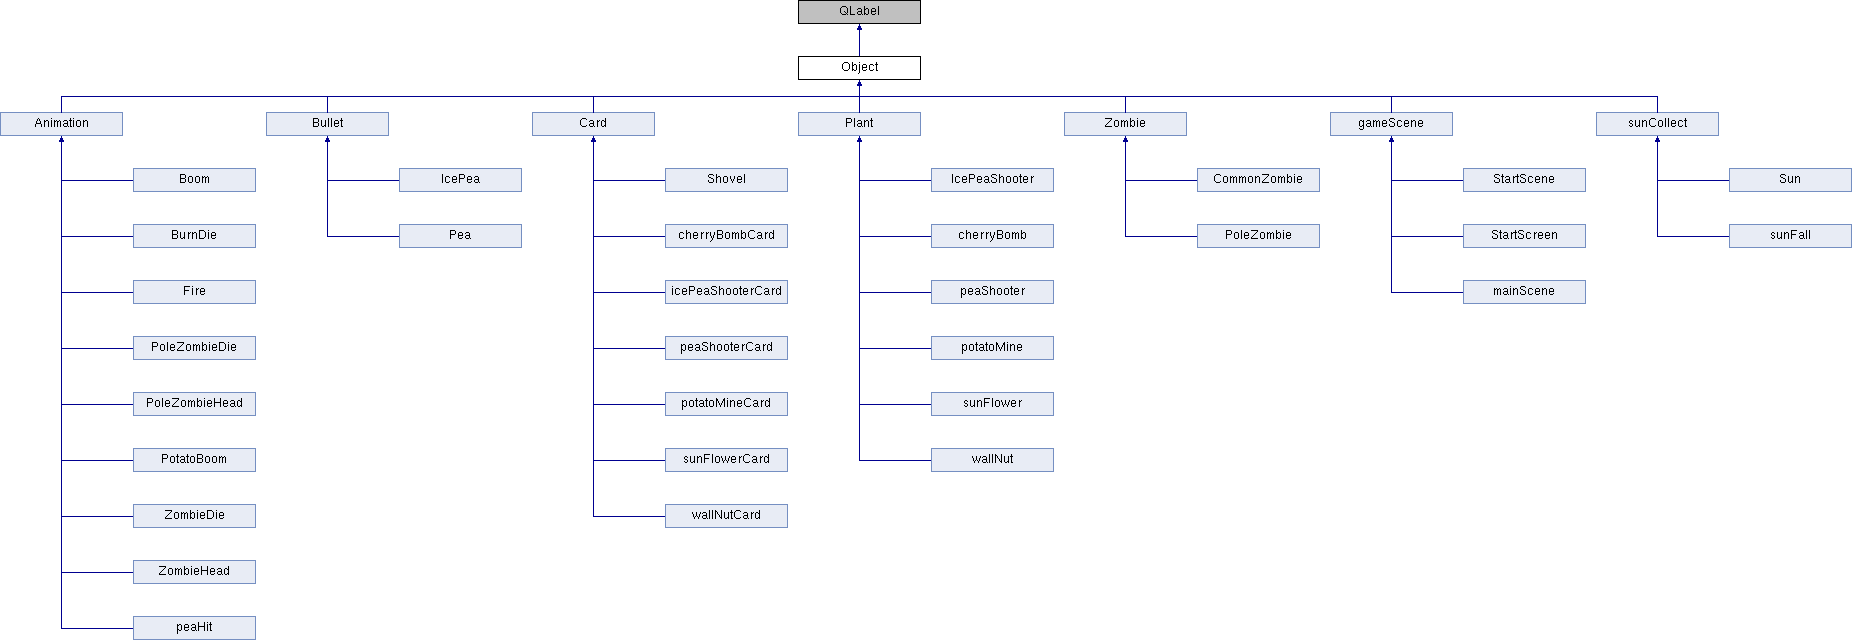 QLabel
Object
Animation
Bullet
Card
Plant
Zombie
gameScene
sunCollect
Boom
IcePea
Shovel
IcePeaShooter
CommonZombie
StartScene
Sun
BurnDie
Pea
cherryBombCard
cherryBomb
PoleZombie
StartScreen
sunFall
Fire
icePeaShooterCard
peaShooter
mainScene
PoleZombieDie
peaShooterCard
potatoMine
PoleZombieHead
potatoMineCard
sunFlower
PotatoBoom
sunFlowerCard
wallNut
ZombieDie
wallNutCard
ZombieHead
peaHit